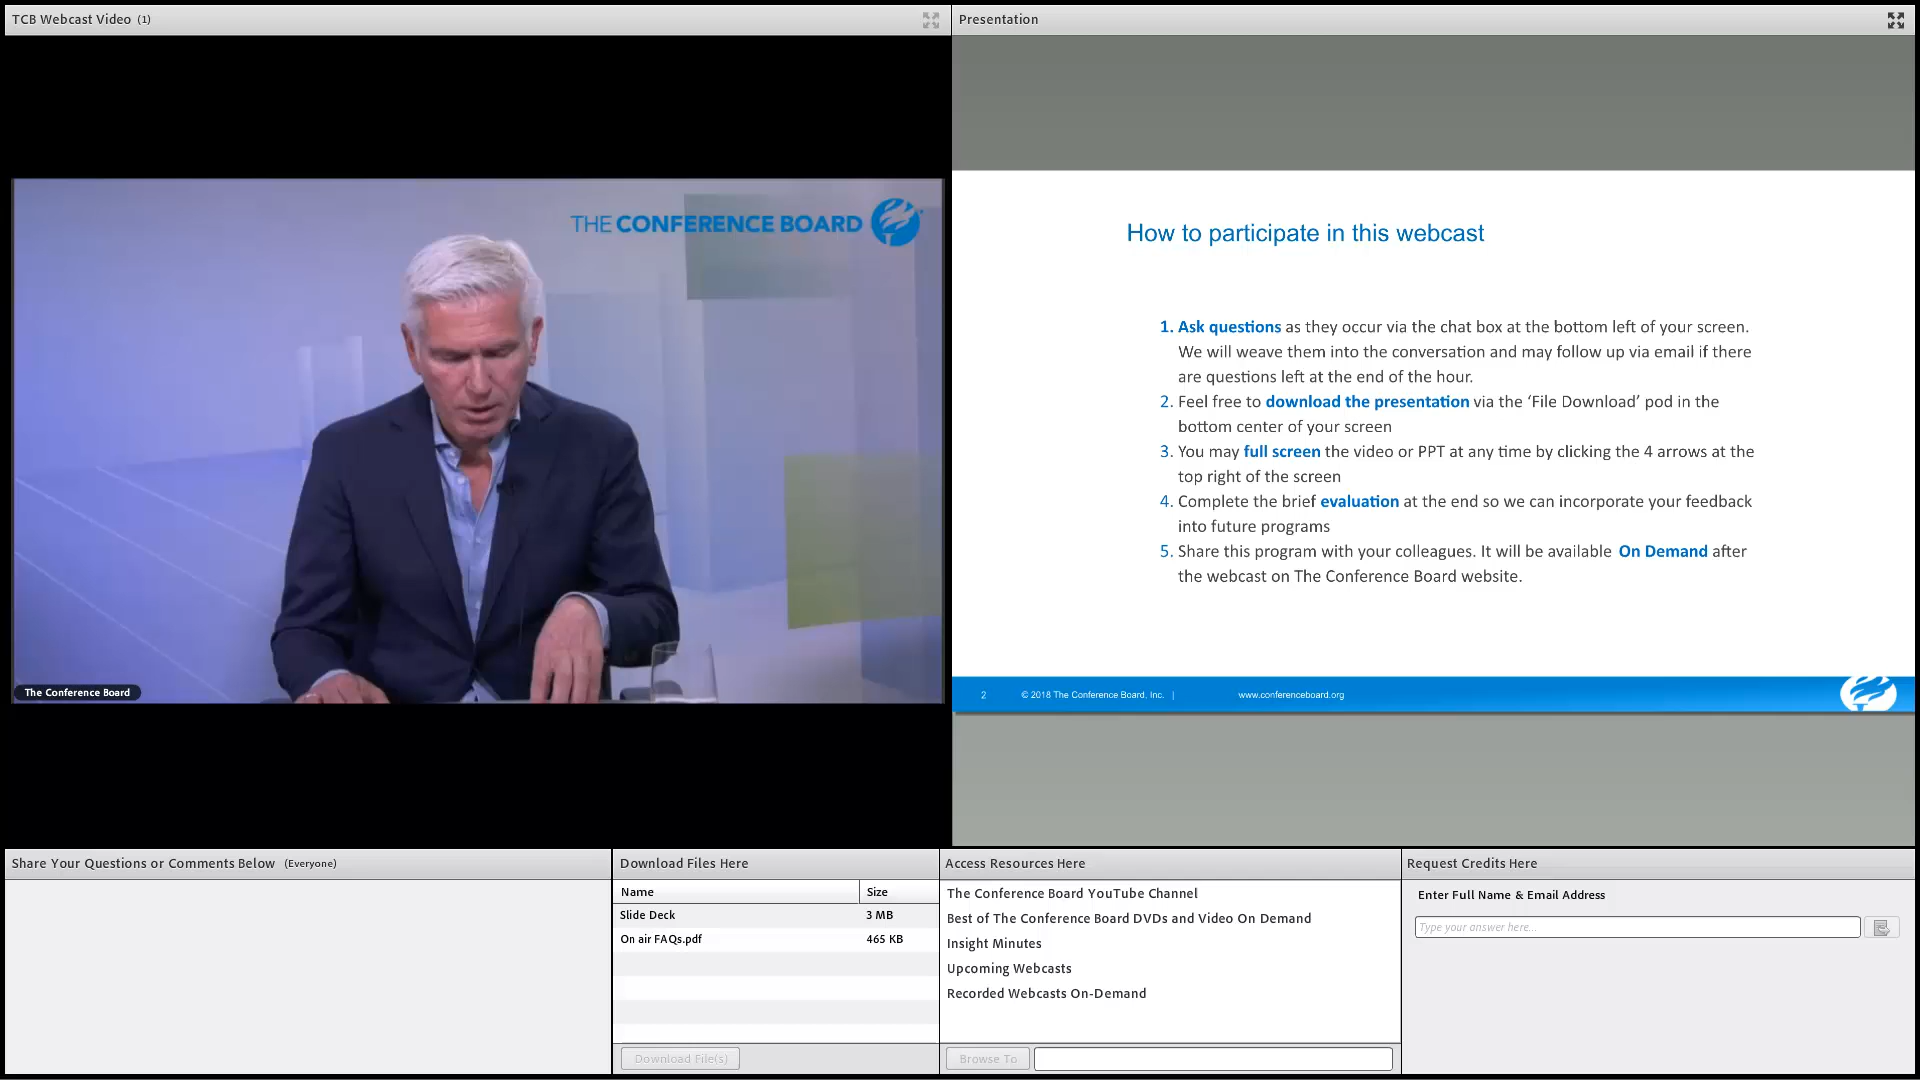 TCB Webcast Video (1)
Presentation
THE CONFERENCE BOARD
The Conference Board
How to participate in this webcast
1. Ask questions as they occur via the chat box at the bottom left of your screen.
We will weave them into the conversation and may follow up via email if there
are questions left at the end of the hour.
2. Feel free to download the presentation via the ‘File Download’ pod in the
bottom center of your screen
3. You may full screen the video or PPT at any time by clicking the 4 arrows at the
top right of the screen
4. Complete the brief evaluation at the end so we can incorporate your feedback
into future programs
5. Share this program with your colleagues. It will be available On Demand after
the webcast on The Conference Board website.
2 © 2018 The Conference Board, Inc. | www.conferenceboard.org
Share Your Questions or Comments Below (Everyone)
Download Files Here
Name Size
Slide Deck 3 MB
On air FAQs.pdf 465 KB
Download File(s)
Access Resources Here
The Conference Board YouTube Channel
Best of The Conference Board DVDs and Video On Demand
Insight Minutes
Upcoming Webcasts
Recorded Webcasts On-Demand
Browse To
Request Credits Here
Enter Full Name & Email Address
Type your answer here...